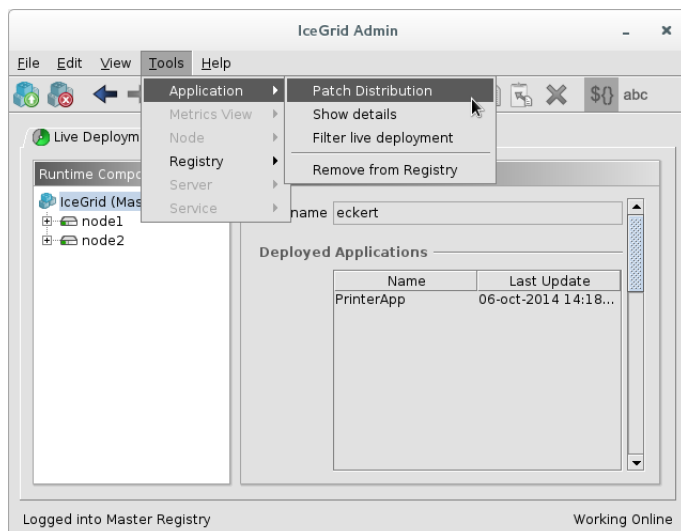 IceGrid Admin
File Edit View Tools Help
Application
Patch Distribution
${} abc
Metrics View
Show details
Node
Filter live deployment
Live Deploym
Registry
Remove from Registry
Runtime Compo
Server
IceGrid (Mas
Service
name eckert
node1
node2
Deployed Applications
Name Last Update
PrinterApp 06-oct-2014 14:18...
Logged into Master Registry Working Online